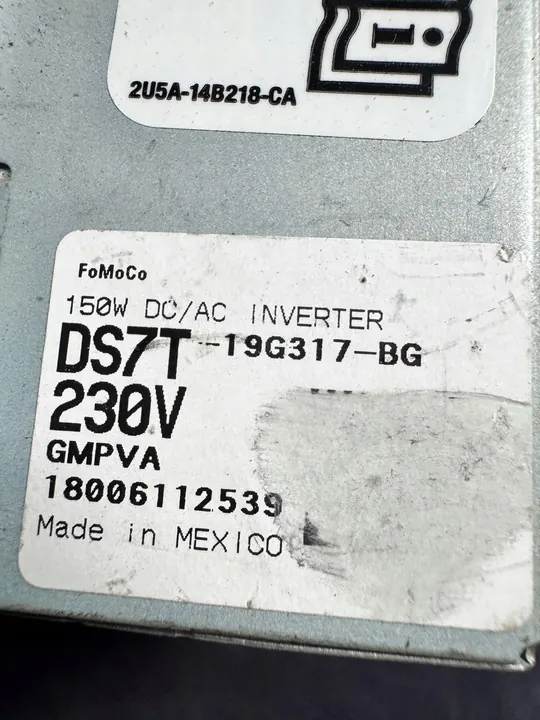 2U5A-14B218-CA
FoMoCo
150W DC/AC INVERTER
DS7T-19G317-BG
230V
GMPVA
18006112539
Made in MEXICO